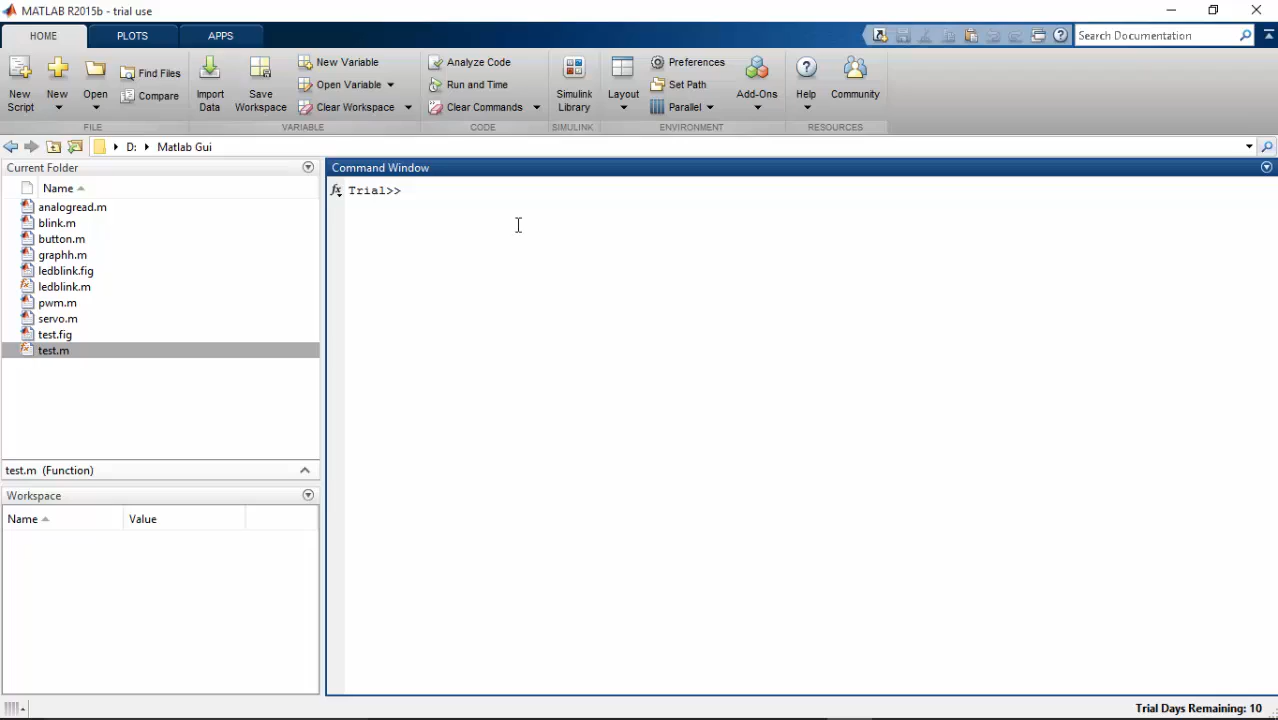 MATLAB R2015b - trial use
HOME PLOTS APPS
Search Documentation
New Script
New
Open
Find Files
Compare
FILE
Import Data
Save Workspace
New Variable
Open Variable
Clear Workspace
VARIABLE
Analyze Code
Run and Time
Clear Commands
CODE
Simulink Library
SIMULINK
Layout
Preferences
Set Path
Parallel
Add-Ons
ENVIRONMENT
Help
Community
RESOURCES
D: Matlab Gui
Current Folder
Name
analogread.m
blink.m
button.m
graphh.m
ledblink.fig
ledblink.m
pwm.m
servo.m
test.fig
test.m
test.m (Function)
Workspace
Name Value
Command Window
fx Trial>>
Trial Days Remaining: 10